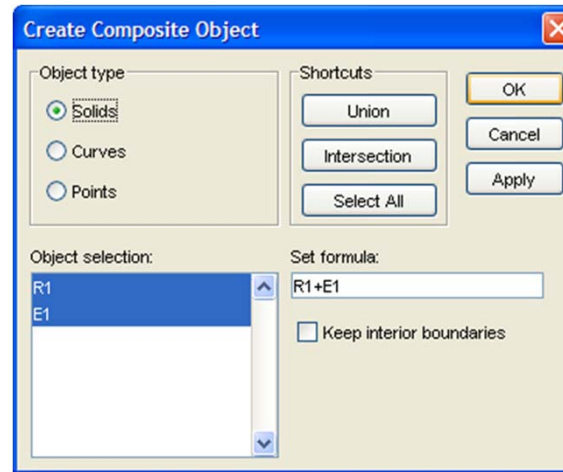 Create Composite Object
Object type
Solids
Curves
Points
Shortcuts
Union
Intersection
Select All
OK
Cancel
Apply
Object selection:
R1
E1
Set formula:
R1+E1
Keep interior boundaries